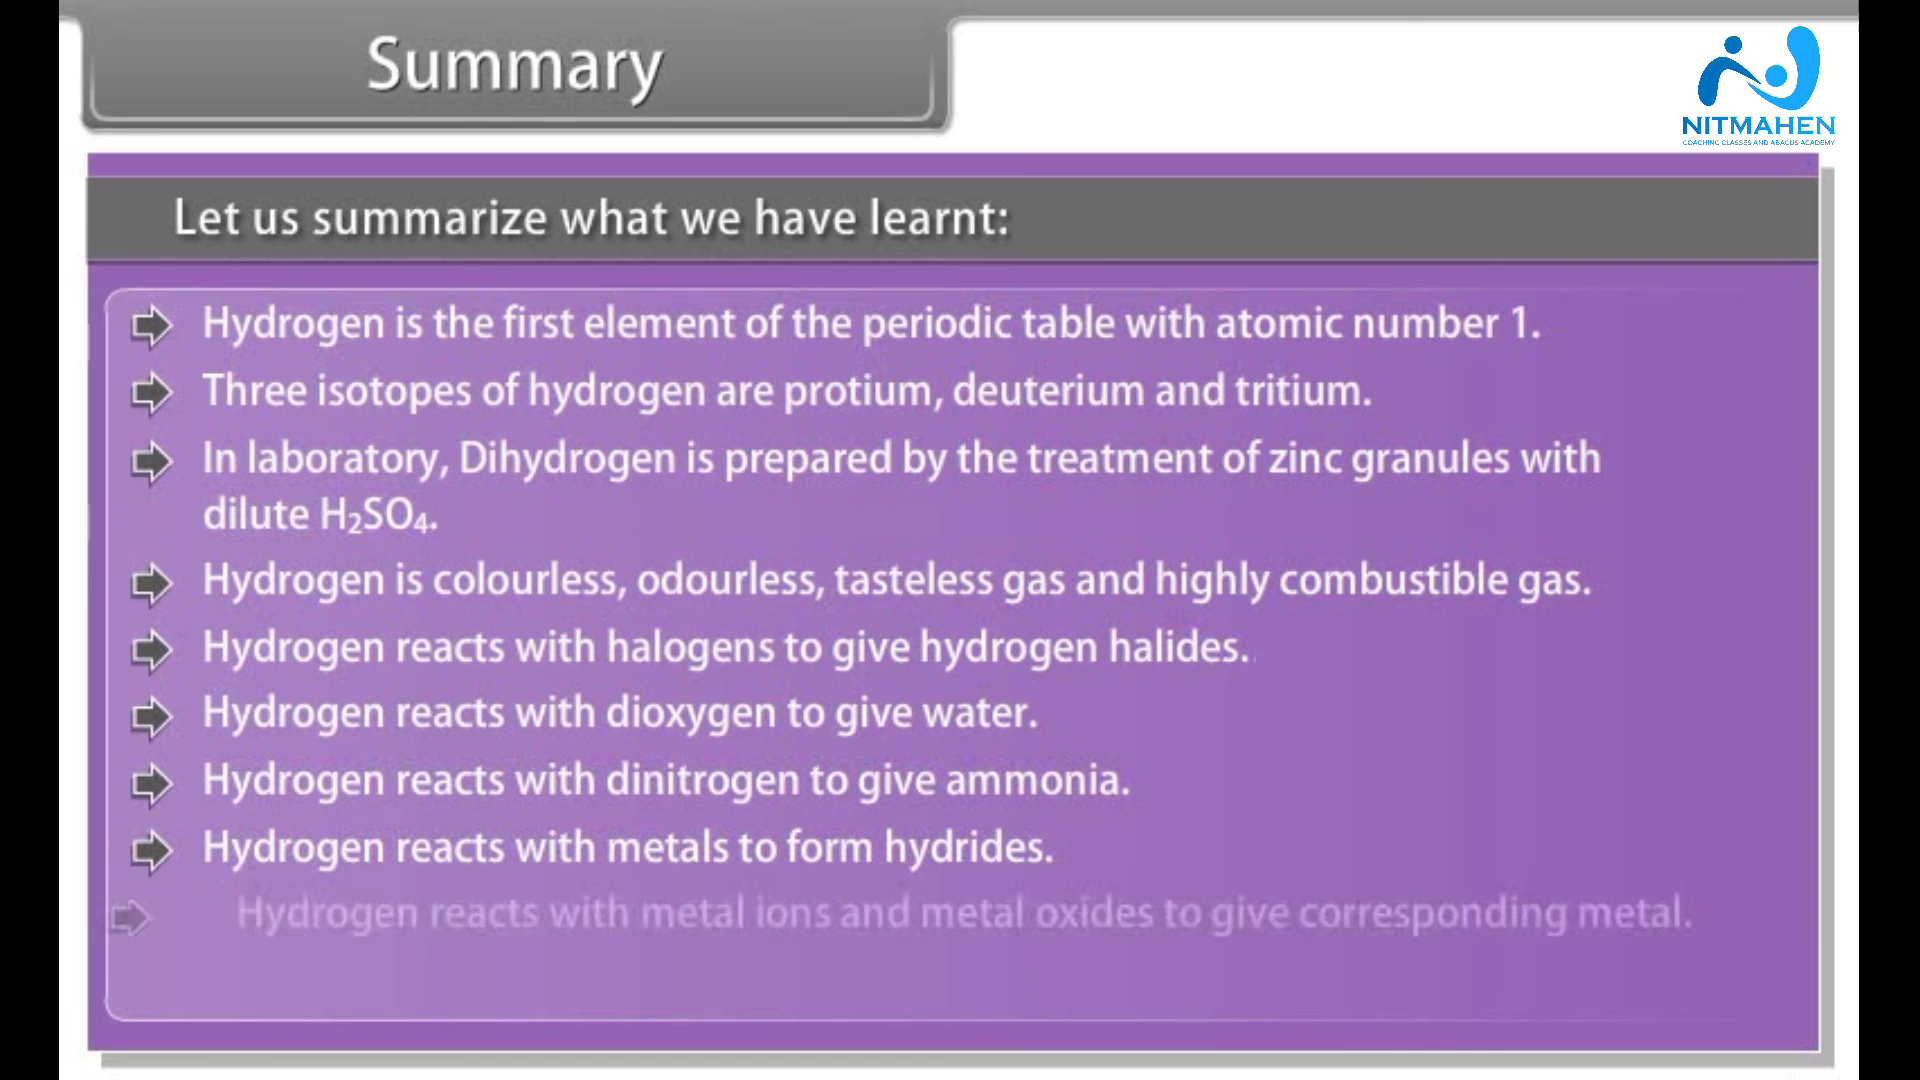 Summary
NITMAHEN
COACHING CLASSES AND ABACUS ACADEMY
Let us summarize what we have learnt:
Hydrogen is the first element of the periodic table with atomic number 1.
Three isotopes of hydrogen are protium, deuterium and tritium.
In laboratory, Dihydrogen is prepared by the treatment of zinc granules with
dilute H₂SO₄.
Hydrogen is colourless, odourless, tasteless gas and highly combustible gas.
Hydrogen reacts with halogens to give hydrogen halides.
Hydrogen reacts with dioxygen to give water.
Hydrogen reacts with dinitrogen to give ammonia.
Hydrogen reacts with metals to form hydrides.
Hydrogen reacts with metal ions and metal oxides to give corresponding metal.